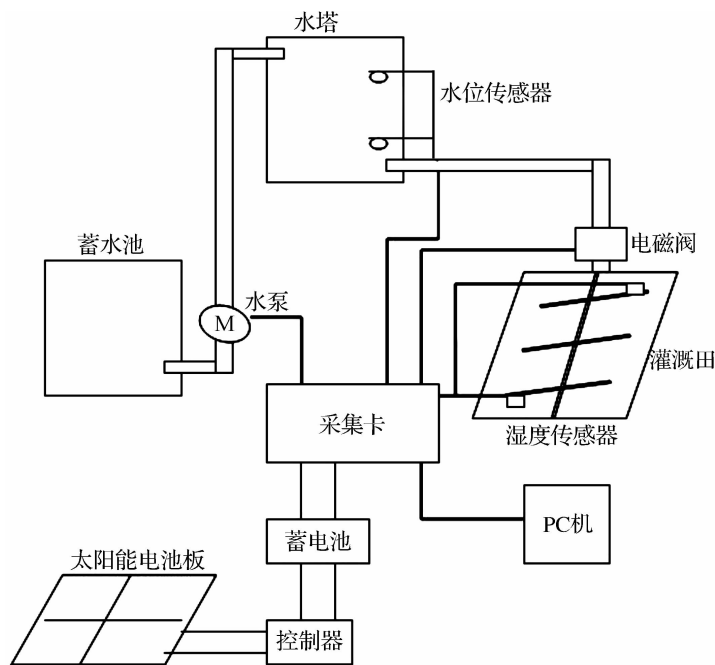 水塔
水位传感器
蓄水池
电磁阀
水泵
M
灌溉田
采集卡
湿度传感器
PC机
蓄电池
太阳能电池板
控制器